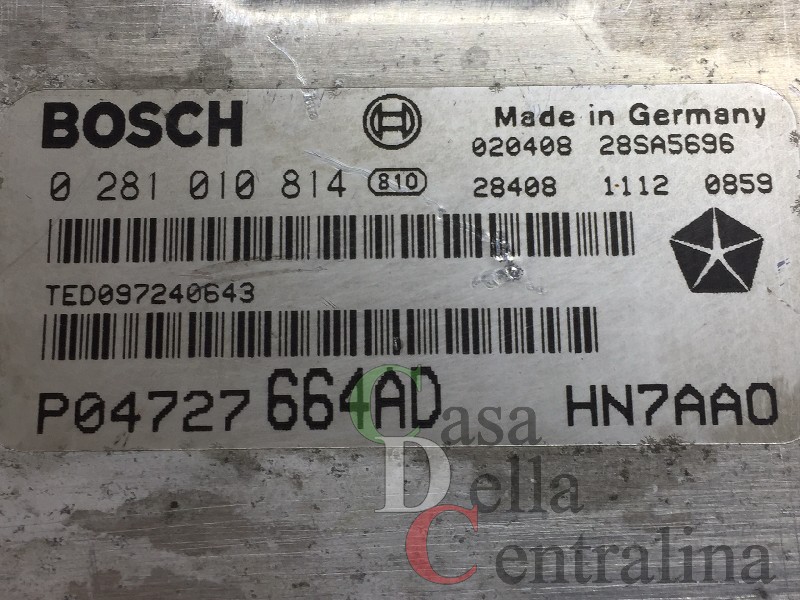 BOSCH Made in Germany
020408 28SA5696
0 281 010 814 810 28408 1112 0859
TED097240643
P04727 664AD HN7AAO
Casa
Della
Centralina